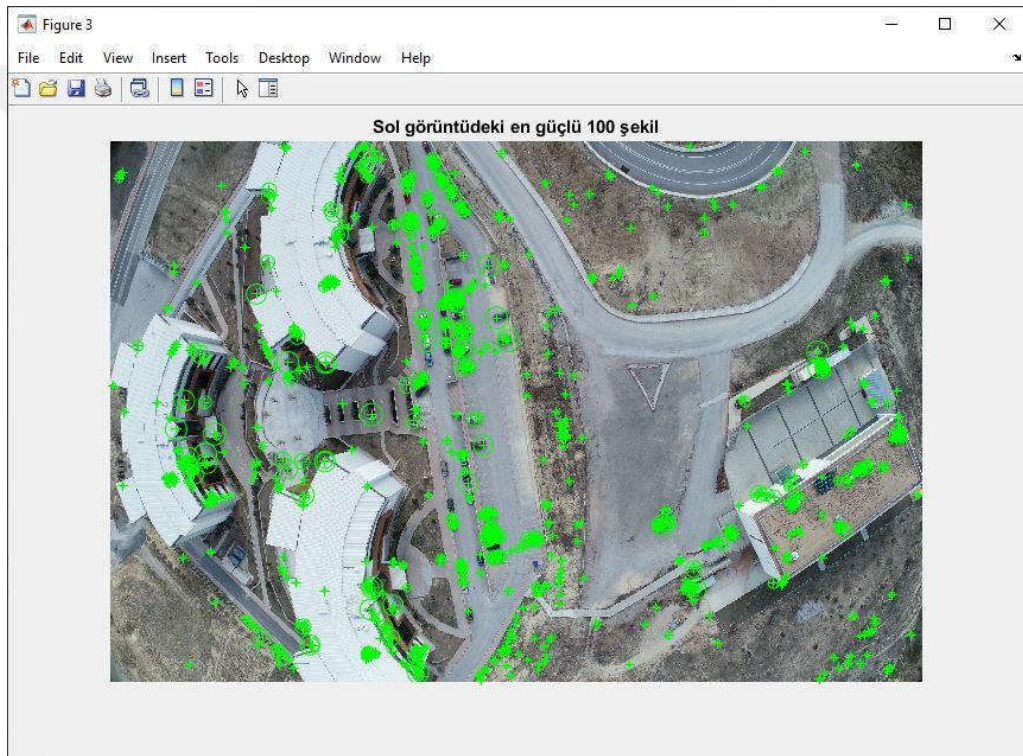 Figure 3
File Edit View Insert Tools Desktop Window Help
Sol görüntüdeki en güçlü 100 şekil